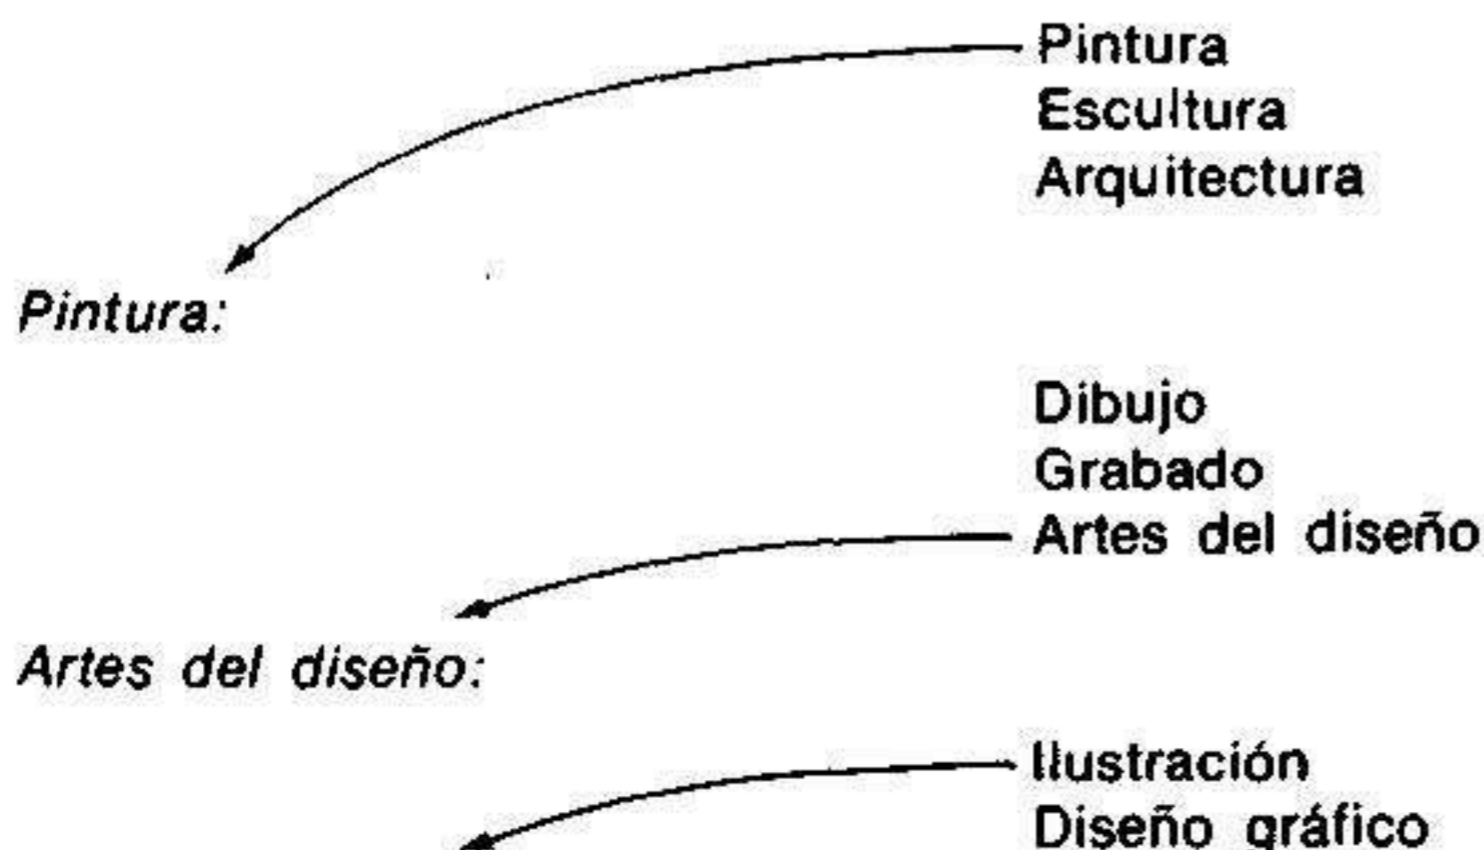 Pintura
Escultura
Arquitectura
Pintura:
Dibujo
Grabado
Artes del diseño
Artes del diseño:
Ilustración
Diseño gráfico